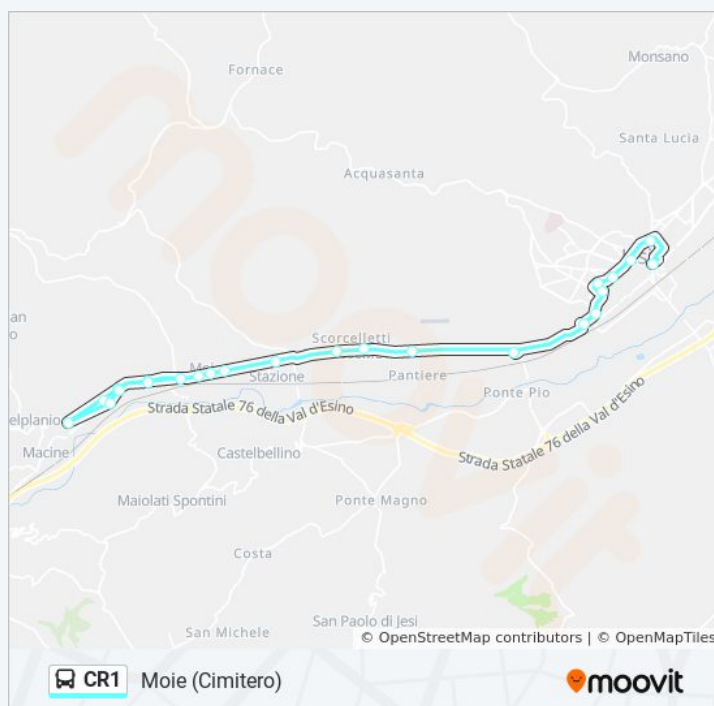 Monsano
Fornace
Santa Lucia
Acquasanta
Scorcelletti
Stazione
Pantiere
Ponte Pio
Strada Statale 76 della Val d'Esino
Strada Statale 76 della Val d'Esino
elplanio
Macine
Castelbellino
Maiolati Spontini
Ponte Magno
Costa
San Paolo di Jesi
San Michele
© OpenStreetMap contributors | © OpenMapTiles
CR1 Moie (Cimitero)
moovit
moovit